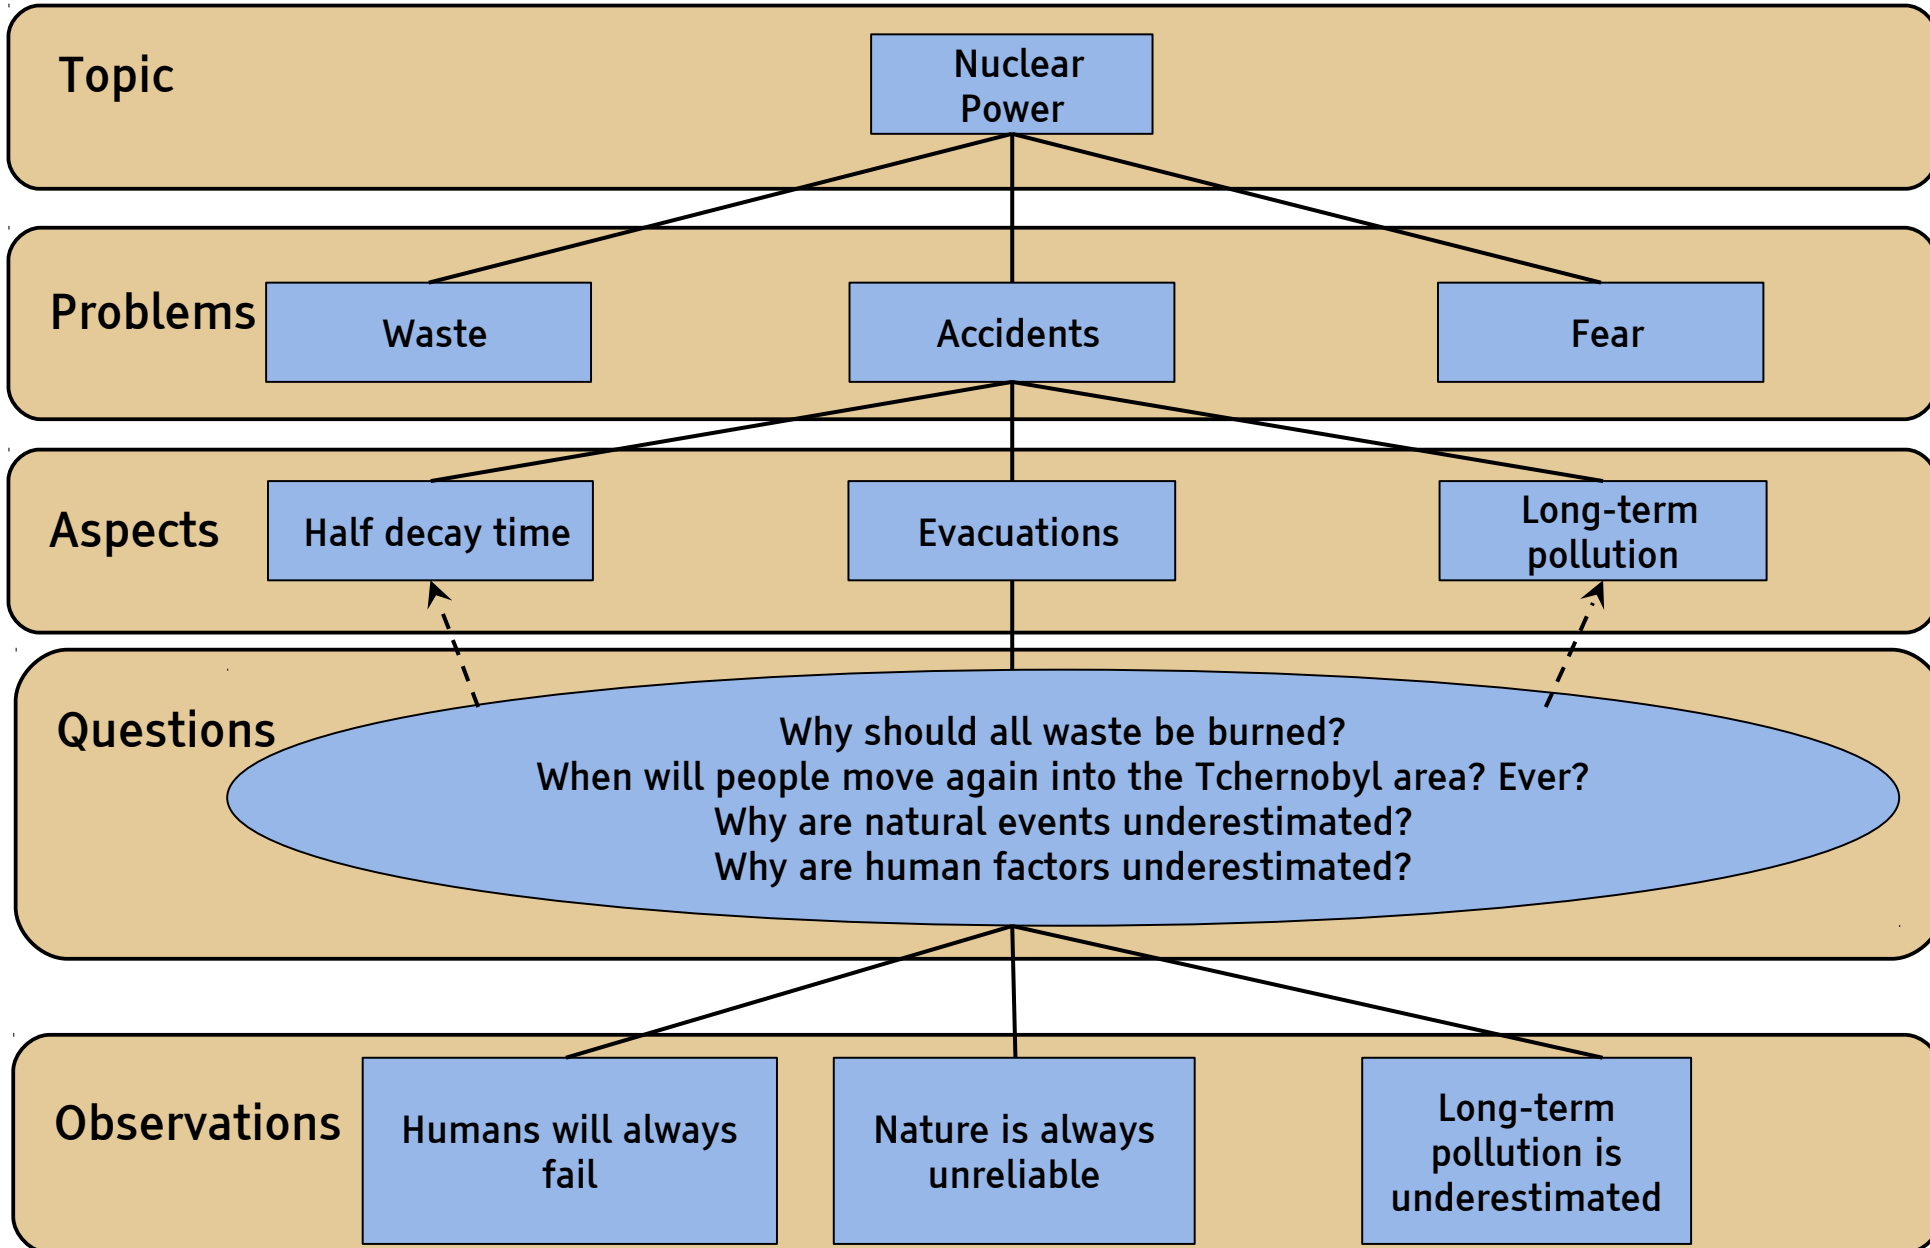 Topic
Nuclear
Power
Problems
Waste
Accidents
Fear
Aspects
Half decay time
Evacuations
Long-term
pollution
Questions
Why should all waste be burned?
When will people move again into the Tchernobyl area? Ever?
Why are natural events underestimated?
Why are human factors underestimated?
Observations
Humans will always
fail
Nature is always
unreliable
Long-term
pollution is
underestimated